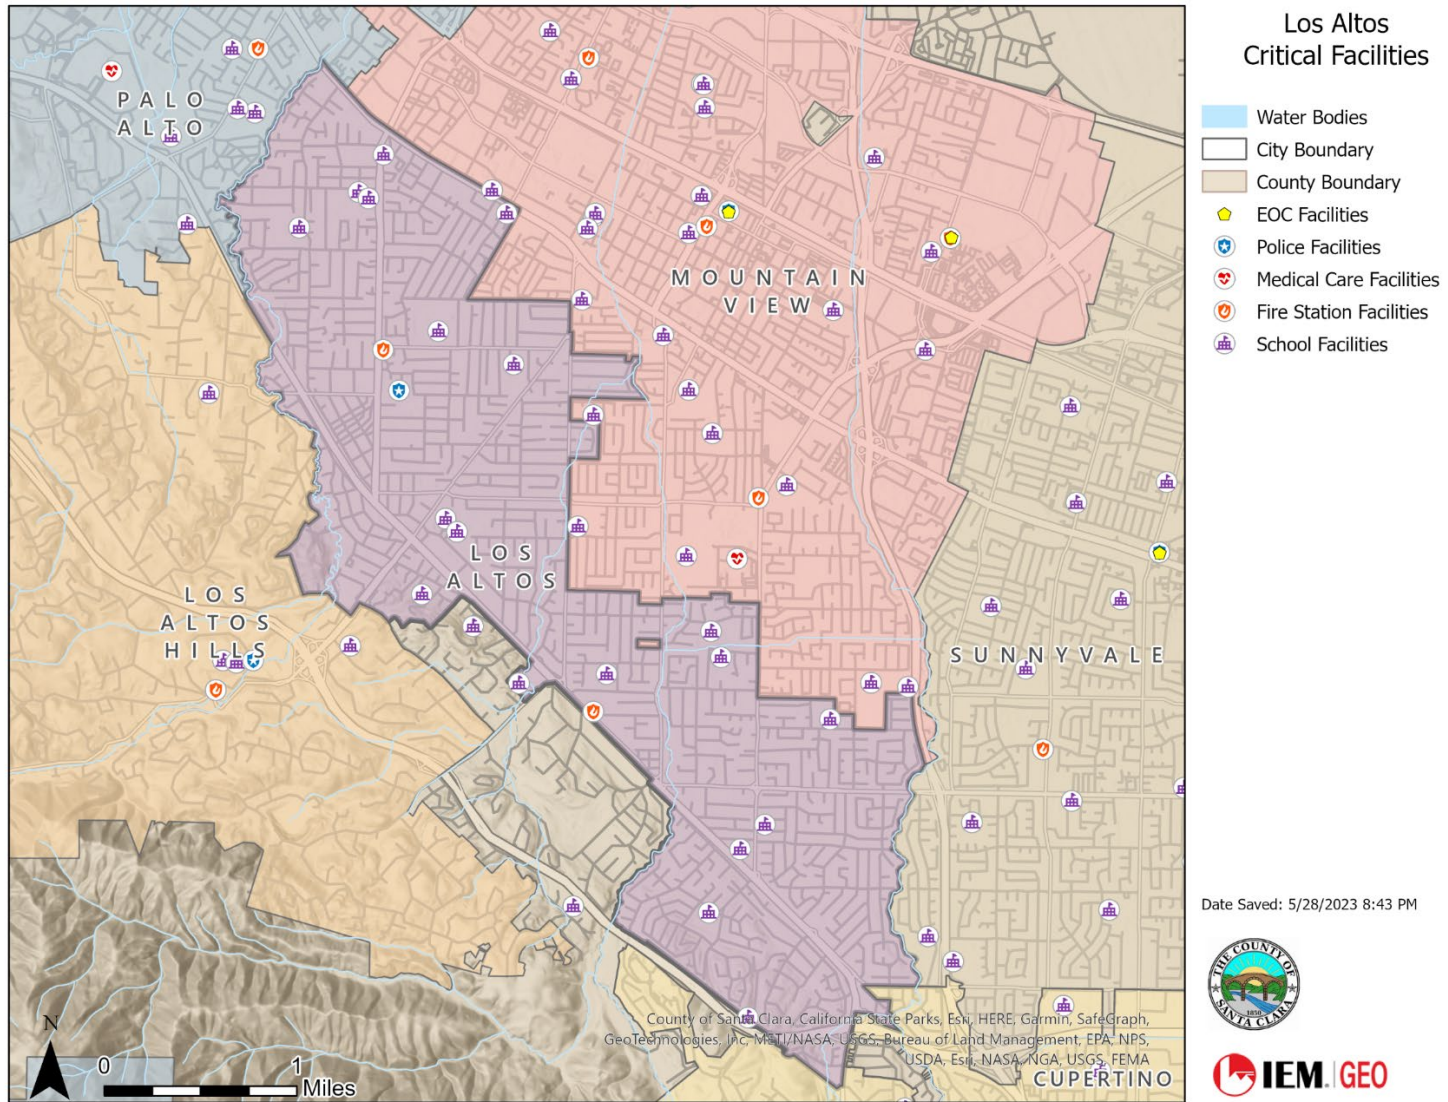 Los Altos
Critical Facilities
Water Bodies
City Boundary
County Boundary
EOC Facilities
Police Facilities
Medical Care Facilities
Fire Station Facilities
School Facilities
PALO
ALTO
MOUNTAIN
VIEW
LOS
ALTOS
LOS
ALTOS
HILLS
SUNNYVALE
CUPERTINO
County of Santa Clara, California State Parks, Esri, HERE, Garmin, SafeGraph,
GeoTechnologies, Inc, METI/NASA, USGS, Bureau of Land Management, EPA, NPS,
USDA, Esri, NASA, NGA, USGS, FEMA
N
0 1
Miles
Date Saved: 5/28/2023 8:43 PM
THE COUNTY OF
SANTA CLARA
1850
IEM GEO